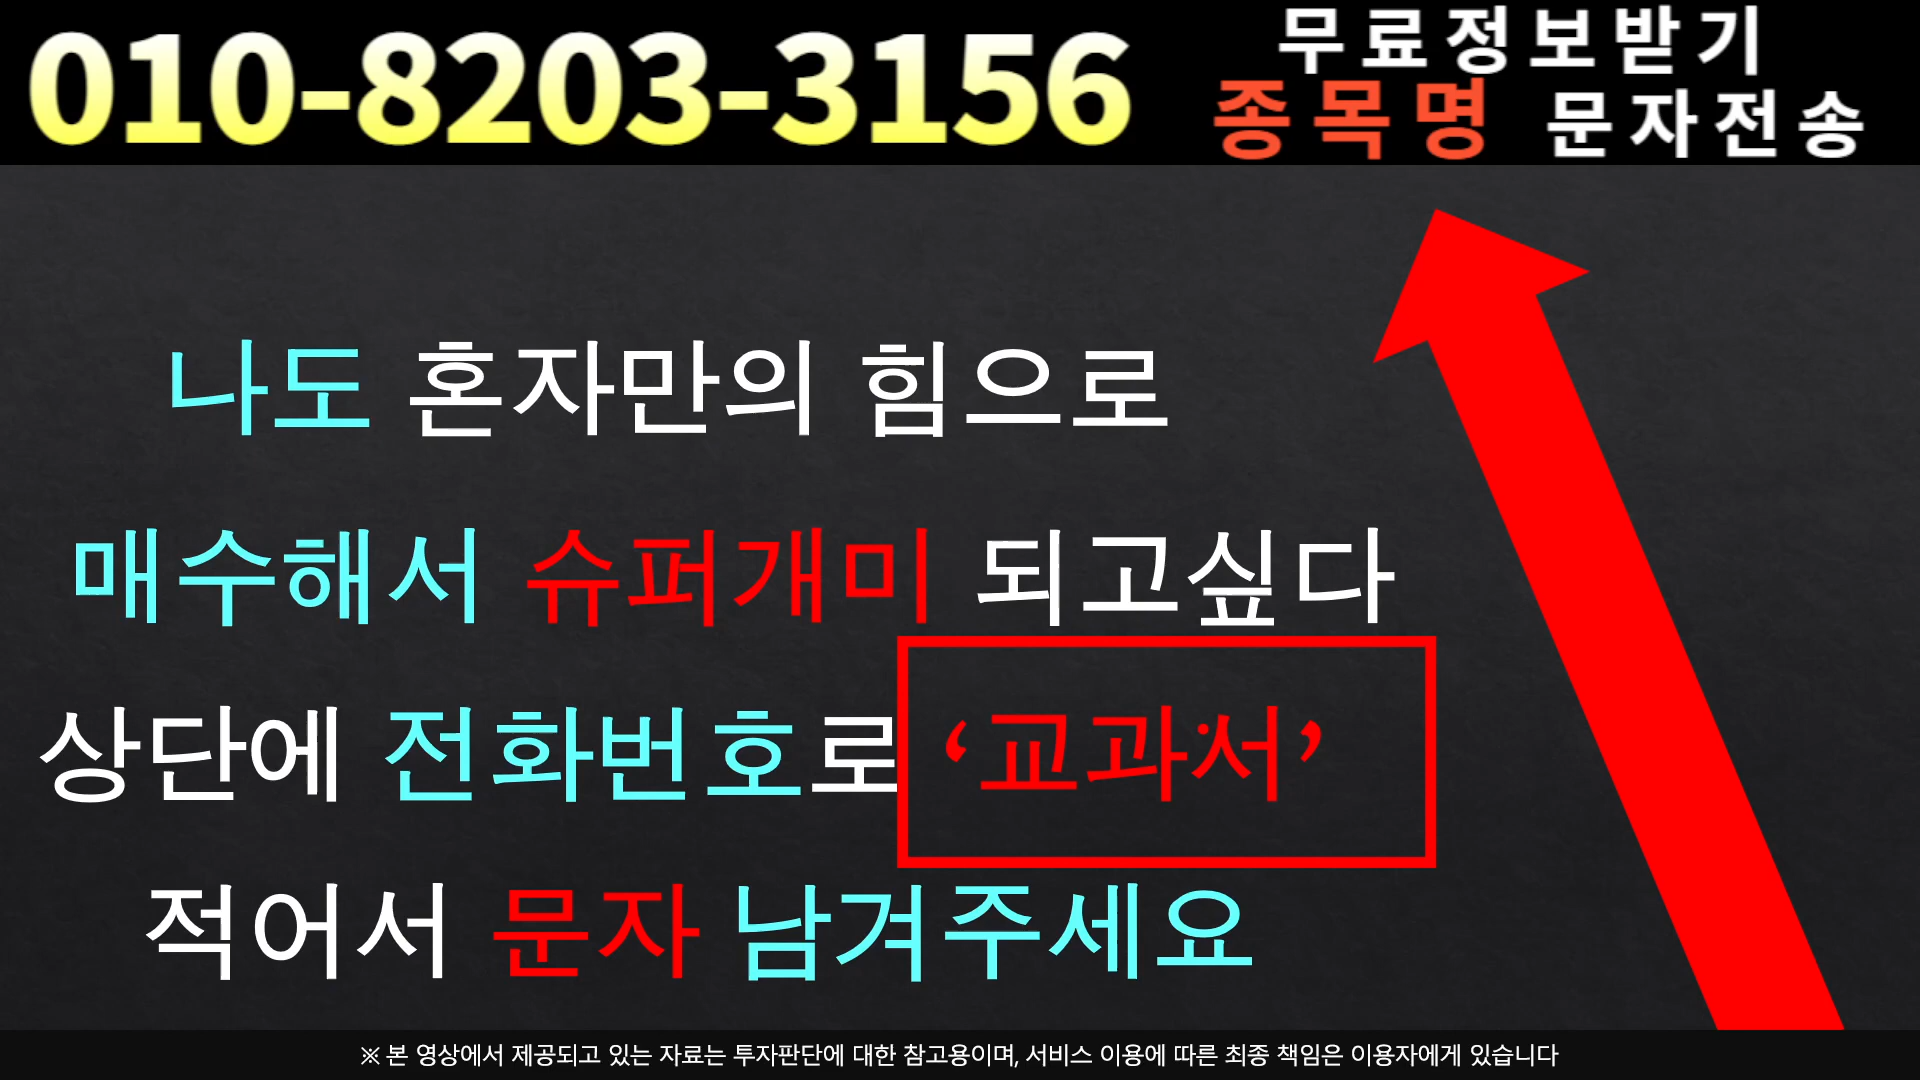 010-8203-3156
무료정보받기
종목명 문자전송
나도 혼자만의 힘으로
매수해서 슈퍼개미 되고싶다
상단에 전화번호로 ‘교과서’
적어서 문자 남겨주세요
※ 본 영상에서 제공되고 있는 자료는 투자판단에 대한 참고용이며, 서비스 이용에 따른 최종 책임은 이용자에게 있습니다